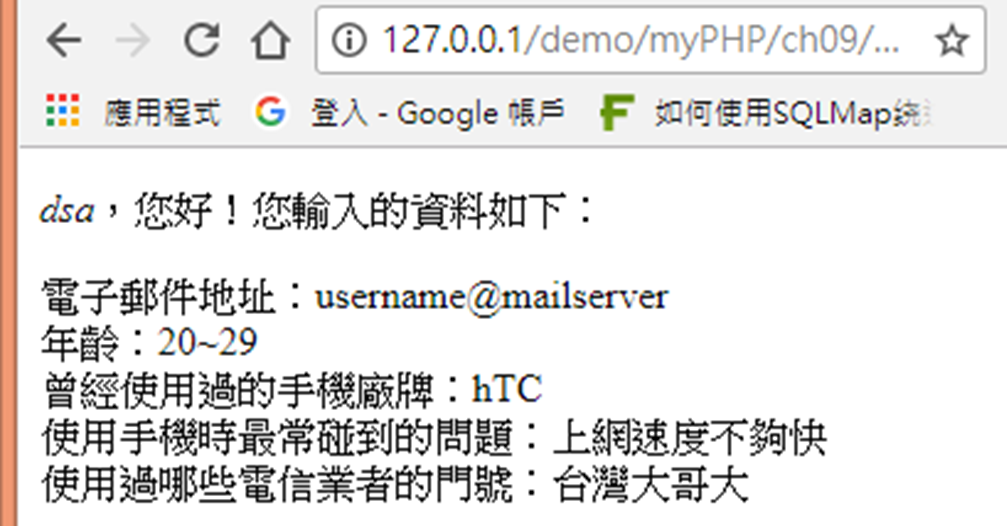 127.0.0.1/demo/myPHP/ch09/...
應用程式 登入 - Google 帳戶 如何使用SQLMap绕
dsa，您好！您輸入的資料如下：
電子郵件地址：username@mailserver
年齡：20~29
曾經使用過的手機廠牌：hTC
使用手機時最常碰到的問題：上網速度不夠快
使用過哪些電信業者的門號：台灣大哥大